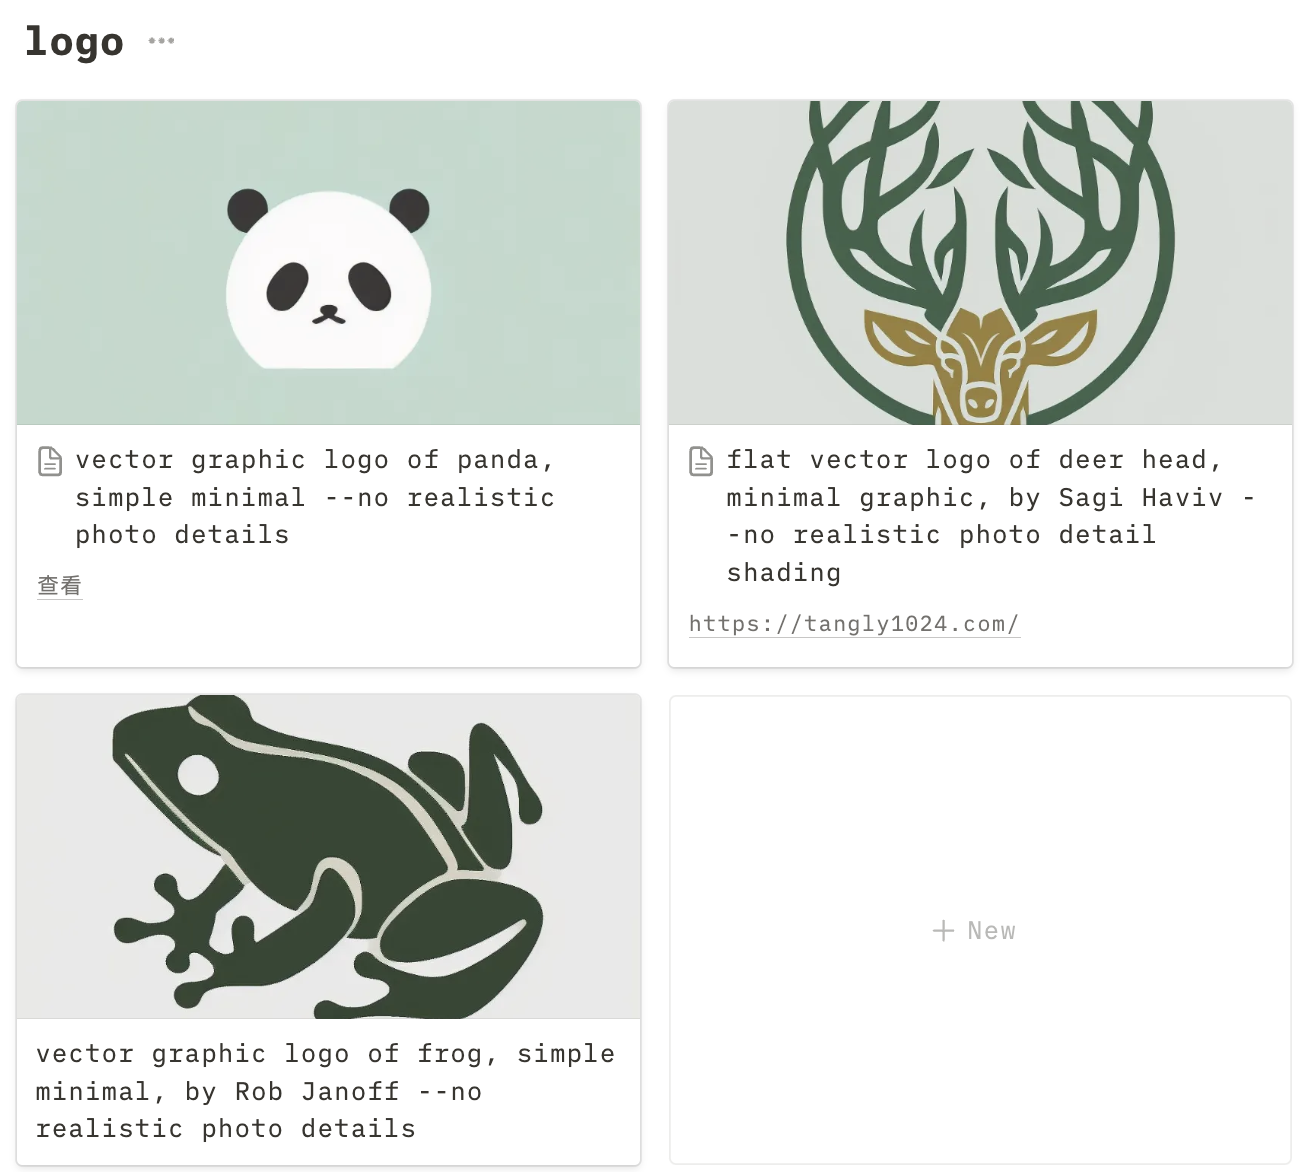 logo
vector graphic logo of panda,
simple minimal --no realistic
photo details
查看
flat vector logo of deer head,
minimal graphic, by Sagi Haviv -
-no realistic photo detail
shading
https://tangly1024.com/
vector graphic logo of frog, simple
minimal, by Rob Janoff --no
realistic photo details
+ New